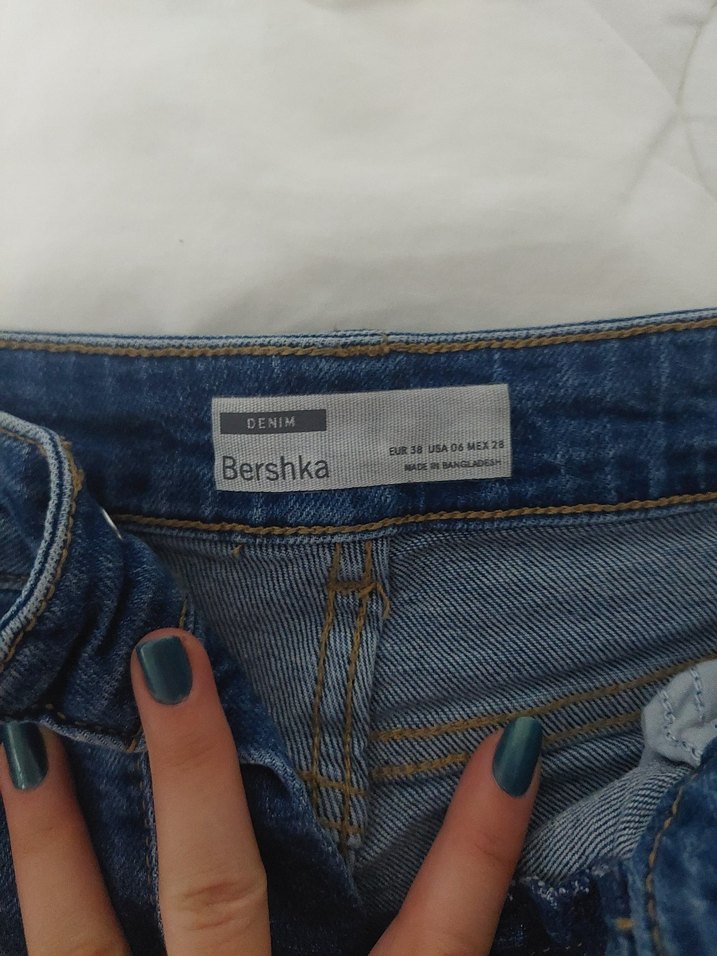 DENIM
Bershka
EUR 38 USA 06 MEX 28
MADE IN BANGLADESH